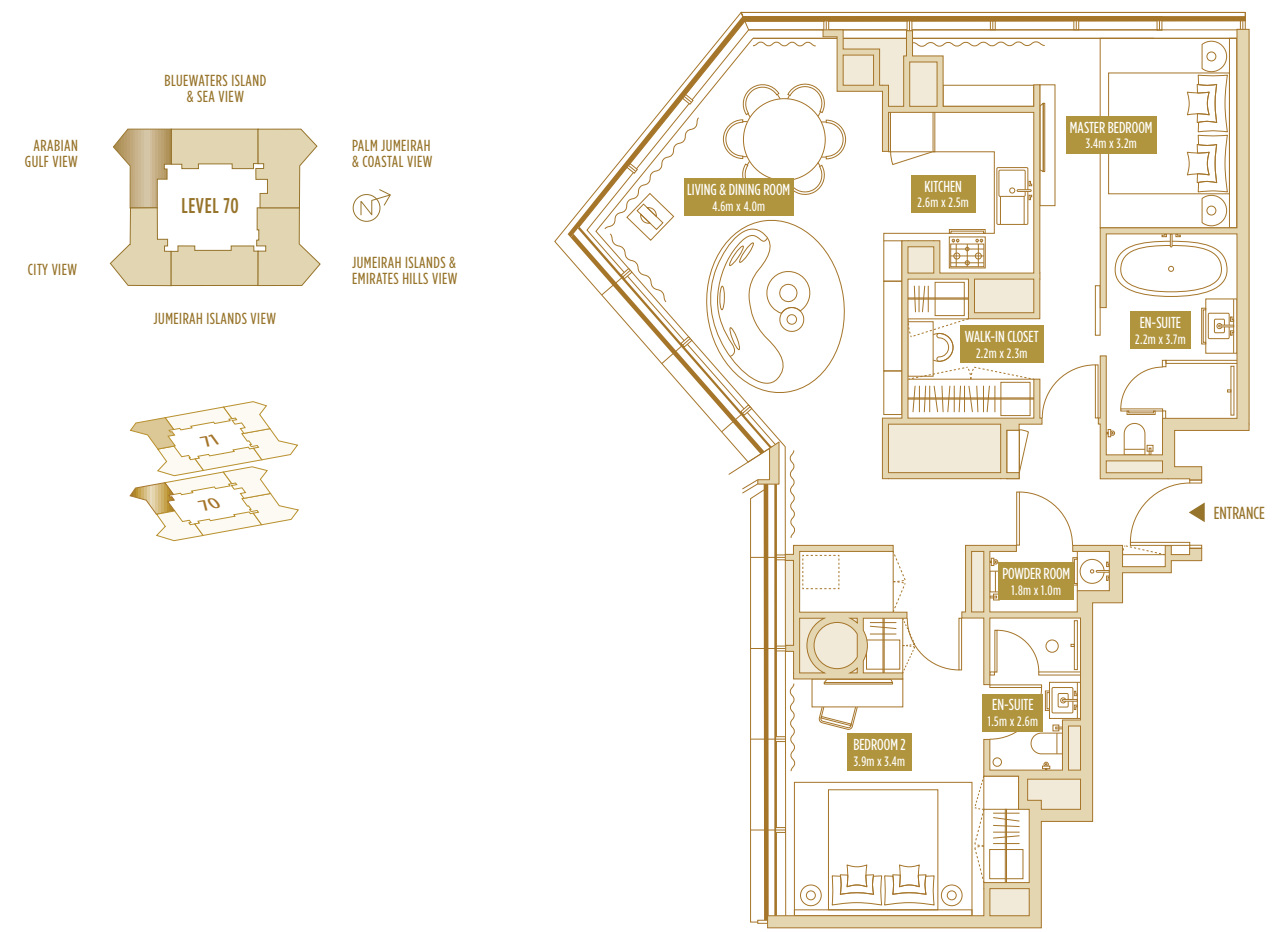 BLUEWATERS ISLAND
& SEA VIEW
ARABIAN
GULF VIEW
PALM JUMEIRAH
& COASTAL VIEW
LEVEL 70
N
CITY VIEW
JUMEIRAH ISLANDS &
EMIRATES HILLS VIEW
JUMEIRAH ISLANDS VIEW
71
70
MASTER BEDROOM
3.4m x 3.2m
LIVING & DINING ROOM
4.6m x 4.0m
KITCHEN
2.6m x 2.5m
EN-SUITE
2.2m x 3.7m
WALK-IN CLOSET
2.2m x 2.3m
ENTRANCE
POWDER ROOM
1.8m x 1.0m
EN-SUITE
1.5m x 2.6m
BEDROOM 2
3.9m x 3.4m